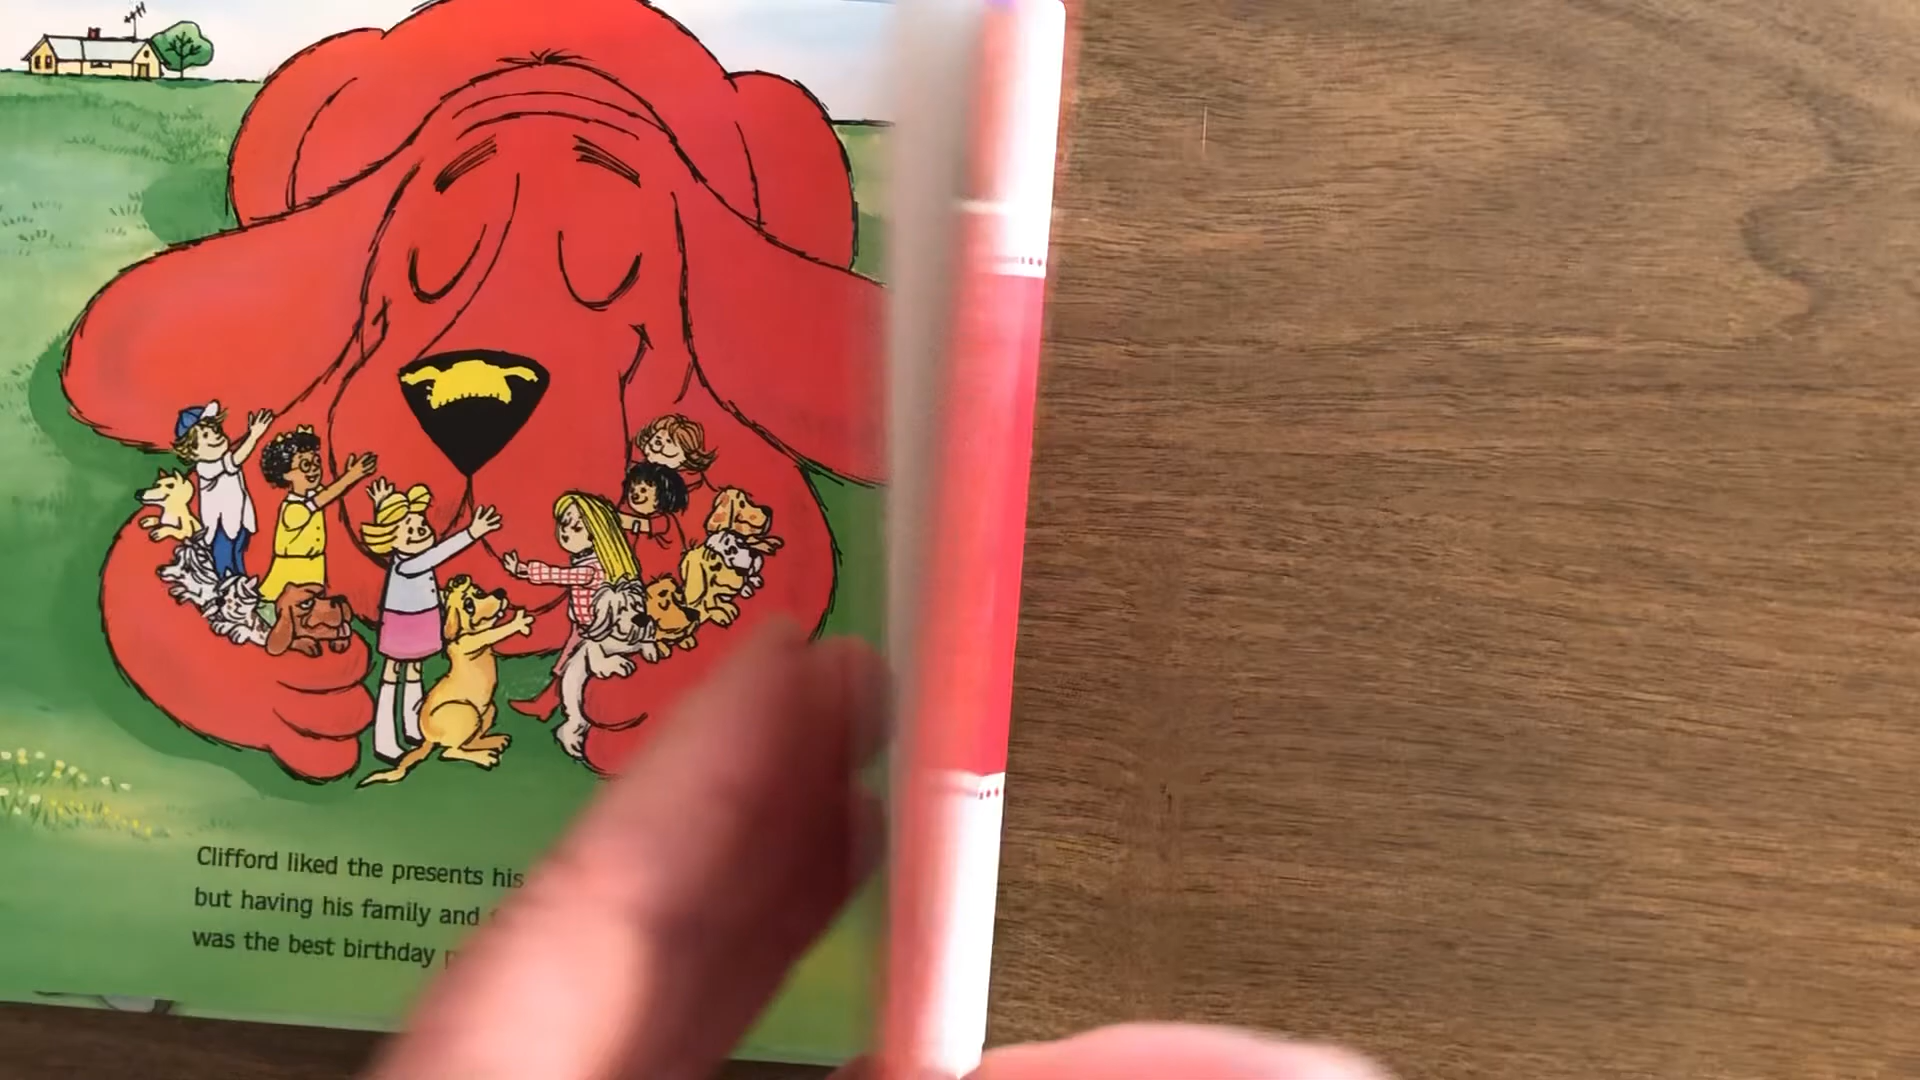 Clifford liked the presents his
but having his family and
was the best birthday